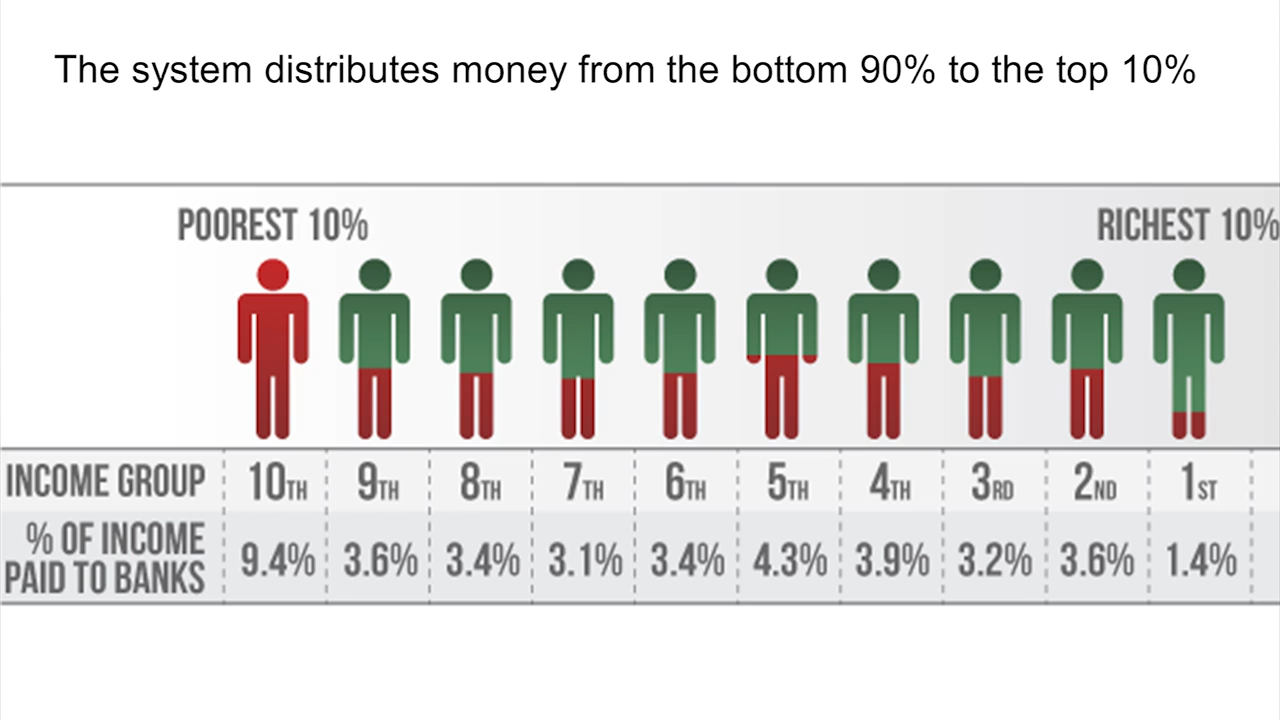 The system distributes money from the bottom 90% to the top 10%
POOREST 10% RICHEST 10%
INCOME GROUP 10TH 9TH 8TH 7TH 6TH 5TH 4TH 3RD 2ND 1ST
% OF INCOME
PAID TO BANKS 9.4% 3.6% 3.4% 3.1% 3.4% 4.3% 3.9% 3.2% 3.6% 1.4%